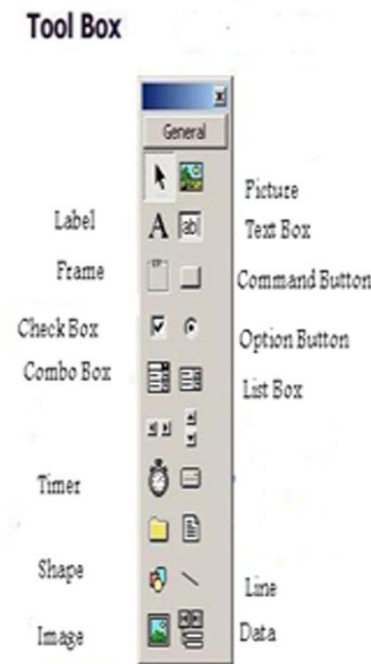 Tool Box
General
Picture
Label
A
ab
Text Box
Frame
Command Button
Check Box
Option Button
Combo Box
List Box
Timer
Shape
Line
Image
Data